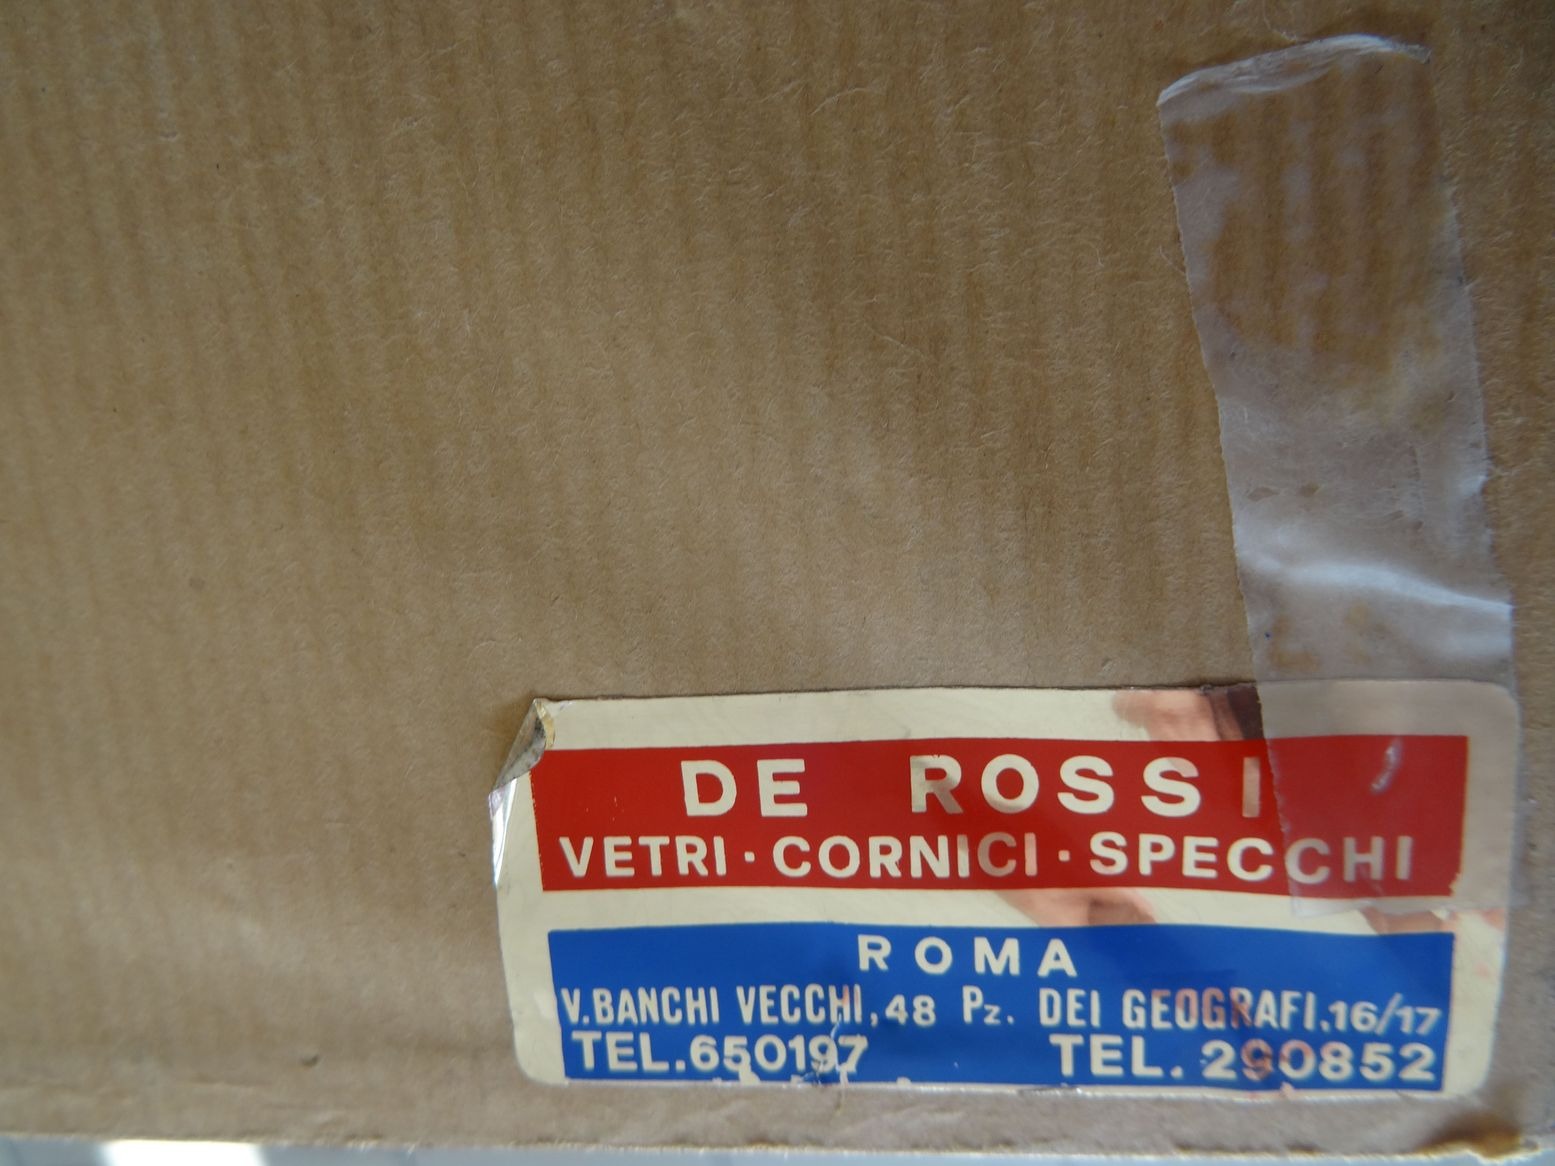 DE ROSSI
VETRI · CORNICI · SPECCHI
ROMA
V. BANCHI VECCHI, 48 Pz. DEI GEOGRAFI, 16/17
TEL. 650197 TEL. 290852